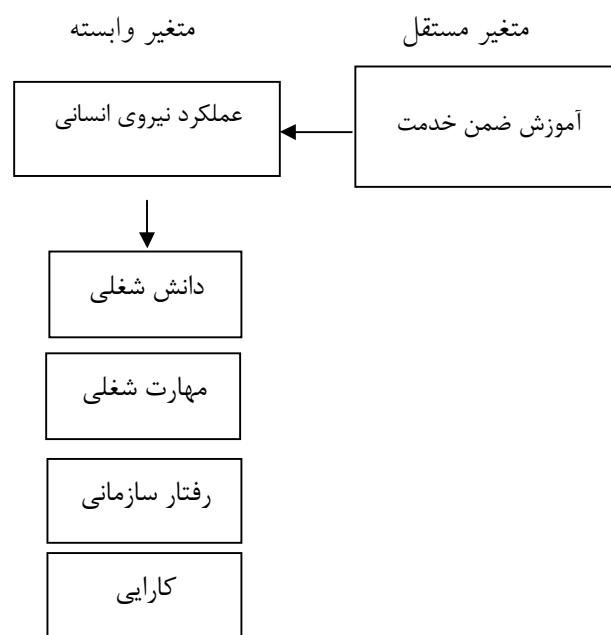 متغیر مستقل
متغیر وابسته
آموزش ضمن خدمت
عملکرد نیروی انسانی
دانش شغلی
مهارت شغلی
رفتار سازمانی
کارایی